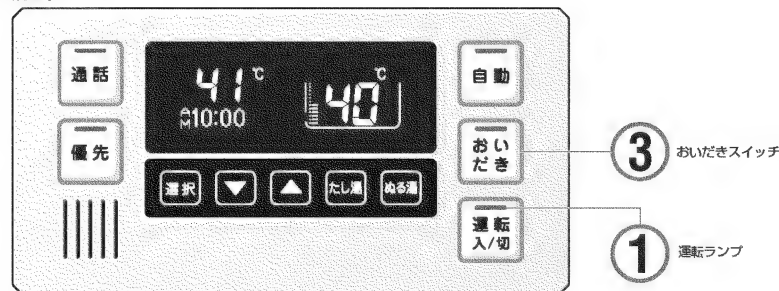 通話
優先
41℃
AM10:00
40℃
選択
▼
▲
たし湯
ぬる湯
自動
おい
だき
運転
入/切
③ おいだきスイッチ
① 運転ランプ